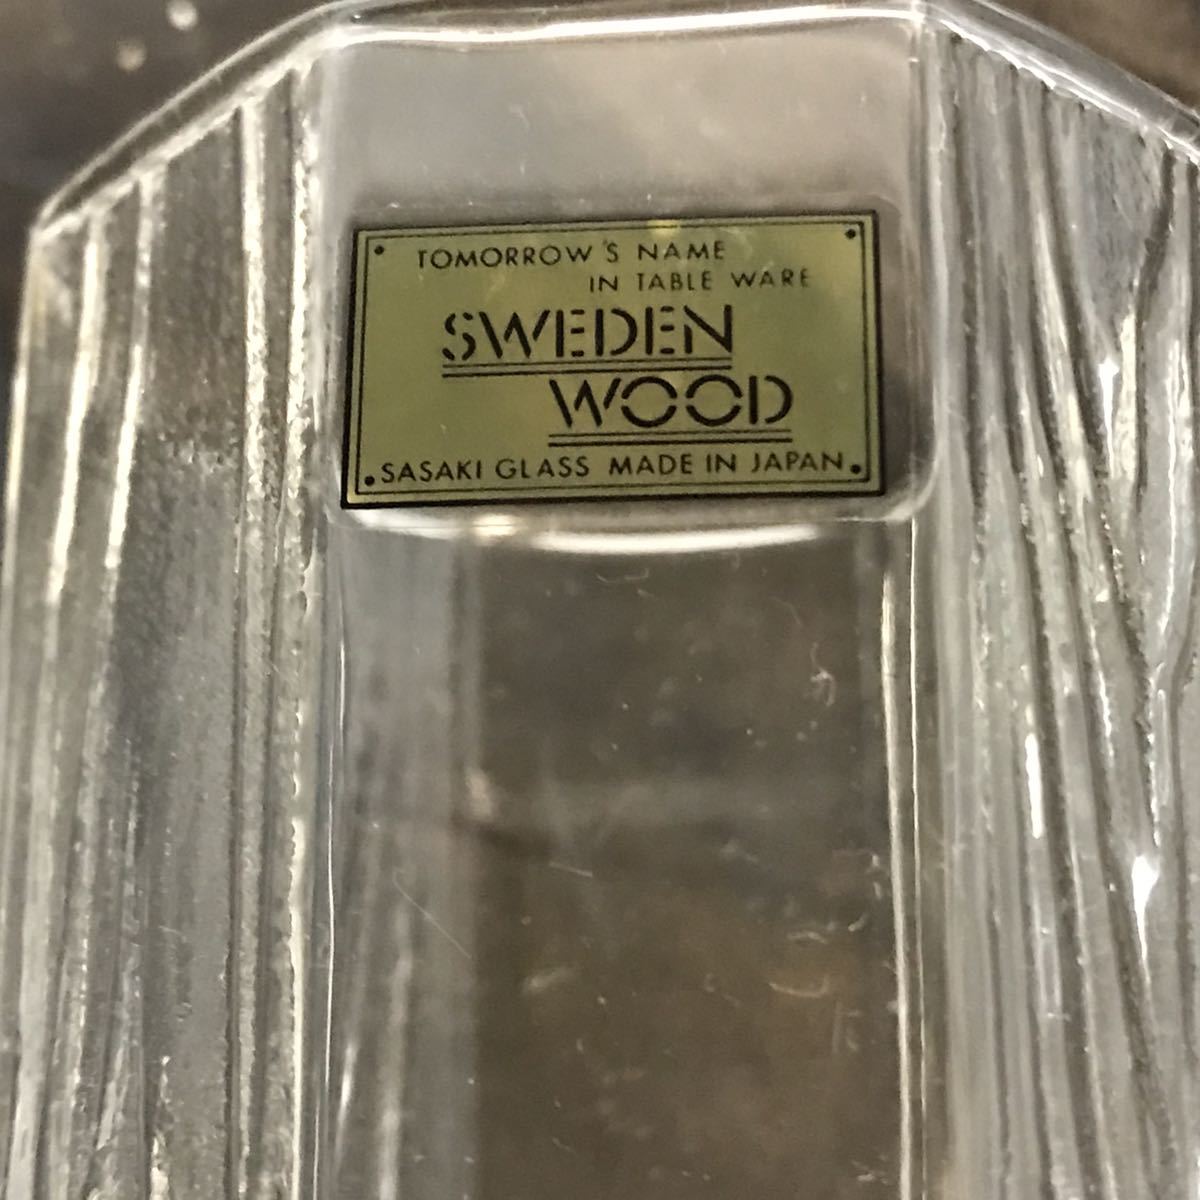 TOMORROW'S NAME
IN TABLE WARE
SWEDEN
WOOD
SASAKI GLASS MADE IN JAPAN